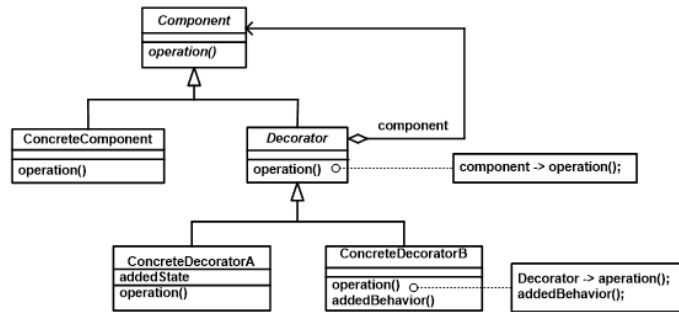 Component
operation()
component
ConcreteComponent
operation()
Decorator
operation()
component -> operation();
ConcreteDecoratorA
addedState
operation()
ConcreteDecoratorB
operation()
addedBehavior()
Decorator -> aperation();
addedBehavior();